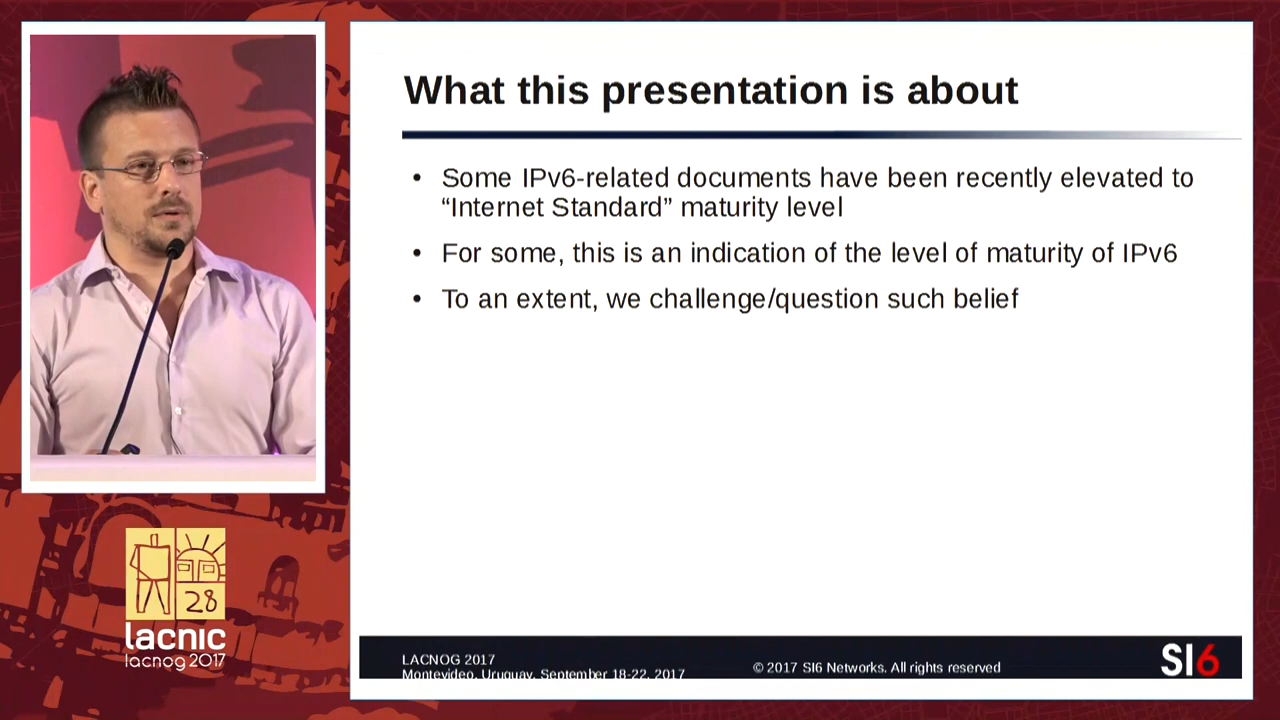 What this presentation is about
• Some IPv6-related documents have been recently elevated to
“Internet Standard” maturity level
• For some, this is an indication of the level of maturity of IPv6
• To an extent, we challenge/question such belief
28
lacnic
lacnog 2017
LACNOG 2017
Montevideo, Uruguay, September 18-22, 2017
© 2017 SI6 Networks. All rights reserved
SI6